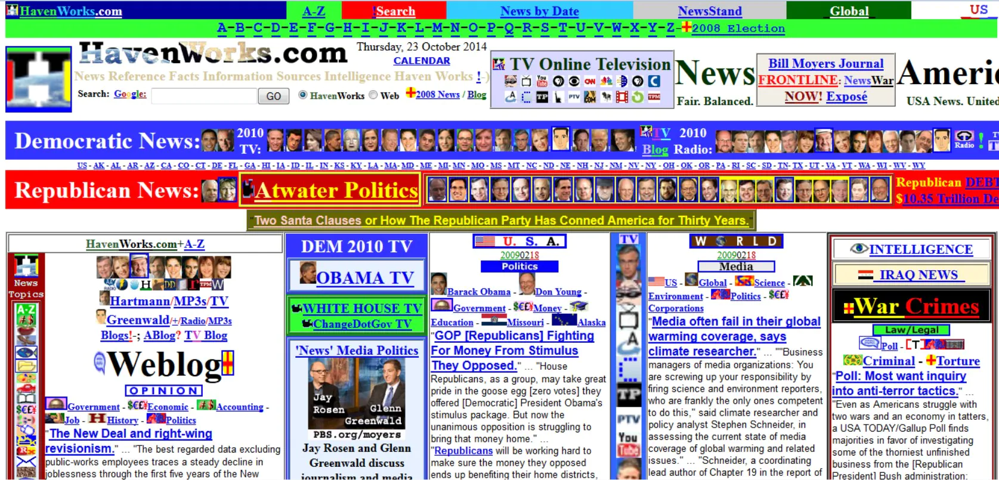 HavenWorks.com
A-Z
!Search
News by Date
NewsStand
Global
US
A-B-C-D-E-F-G-H-I-J-K-L-M-N-O-P-Q-R-S-T-U-V-W-X-Y-Z-2008 Election
HavenWorks.com
Thursday, 23 October 2014
CALENDAR
News Reference Facts Information Sources Intelligence Haven Works !-)
Search: Google:
GO
HavenWorks
Web
2008 News / Blog
TV Online Television
News
Fair. Balanced.
Bill Moyers Journal
FRONTLINE: NewsWar
NOW! Exposé
Americ
USA News. United
Democratic News:
2010
TV:
TV
Blog
2010
Radio:
Radio
!
US - AK - AL - AR - AZ - CA - CO - CT - DE - FL - GA - HI - IA - ID - IL - IN - KS - KY - LA - MA- MD - ME - MI- MN - MO - MS - MT - NC - ND - NE - NH - NJ - NM - NV - NY - OH - OK - OR - PA - RI - SC - SD - TN- TX - UT - VA - VT - WA - WI - WV - WY
Republican News:
Atwater Politics
Republican DEBT
$10.35 Trillion De
"Two Santa Clauses or How The Republican Party Has Conned America for Thirty Years."
HavenWorks.com+A-Z
News
Topics
A-Z
Hartmann/MP3s/TV
Greenwald/+/Radio/MP3s
Blogs!-; ABlog? TV Blog
Weblog
OPINION
Government - $€£¥Economic - Accounting -
Job - History - Politics
"The New Deal and right-wing
revisionism." ... "The best regarded data excluding
public-works employees traces a steady decline in
joblessness through the first five years of the New
DEM 2010 TV
OBAMA TV
WHITE HOUSE TV
ChangeDotGov TV
'News' Media Politics
Jay
Rosen
Glenn
Greenwald
PBS.org/moyers
Jay Rosen and Glenn
Greenwald discuss
journalism and media
U. S. A.
20090218
Politics
Barack Obama - Don Young -
Government - $€£¥Money -
Education - Missouri - Alaska
"GOP [Republicans] Fighting
For Money From Stimulus
They Opposed." ... "House
Republicans, as a group, may take great
pride in the goose egg [zero votes] they
offered [Democratic] President Obama's
stimulus package. But now the
unanimous opposition is struggling to
bring that money home." ...
"Republicans will be working hard to
make sure the money they opposed
ends up benefiting their home districts,
TV
TP
PTV
You
Tube
WORLD
20090218
Media
US - Global - Science -
Environment - Politics - $€£¥
Corporations
"Media often fail in their global
warming coverage, says
climate researcher." ... ""Business
managers of media organizations: You
are screwing up your responsibility by
firing science and environment reporters,
who are frankly the only ones competent
to do this," said climate researcher and
policy analyst Stephen Schneider, in
assessing the current state of media
coverage of global warming and related
issues." ... "Schneider, a coordinating
lead author of Chapter 19 in the report of
INTELLIGENCE
IRAQ NEWS
War Crimes
Law/Legal
Poll - [T]
Criminal - Torture
"Poll: Most want inquiry
into anti-terror tactics." ...
"Even as Americans struggle with
two wars and an economy in tatters,
a USA TODAY/Gallup Poll finds
majorities in favor of investigating
some of the thorniest unfinished
business from the [Republican
President] Bush administration: